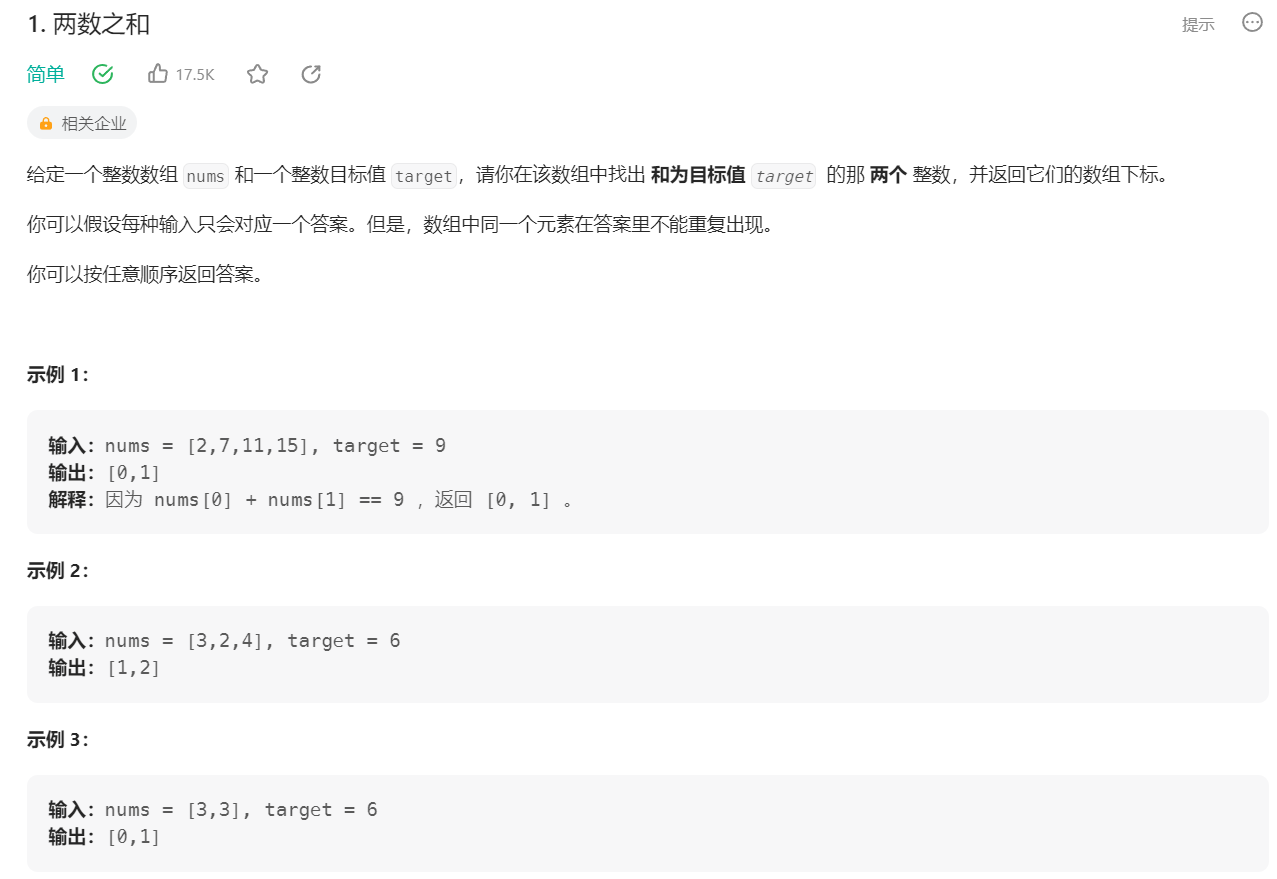 1. 两数之和
提示
简单 17.5K
相关企业
给定一个整数数组 nums 和一个整数目标值 target，请你在该数组中找出 和为目标值 target 的那 两个 整数，并返回它们的数组下标。
你可以假设每种输入只会对应一个答案。但是，数组中同一个元素在答案里不能重复出现。
你可以按任意顺序返回答案。
示例 1：
输入：nums = [2,7,11,15], target = 9
输出：[0,1]
解释：因为 nums[0] + nums[1] == 9 ，返回 [0, 1] 。
示例 2：
输入：nums = [3,2,4], target = 6
输出：[1,2]
示例 3：
输入：nums = [3,3], target = 6
输出：[0,1]